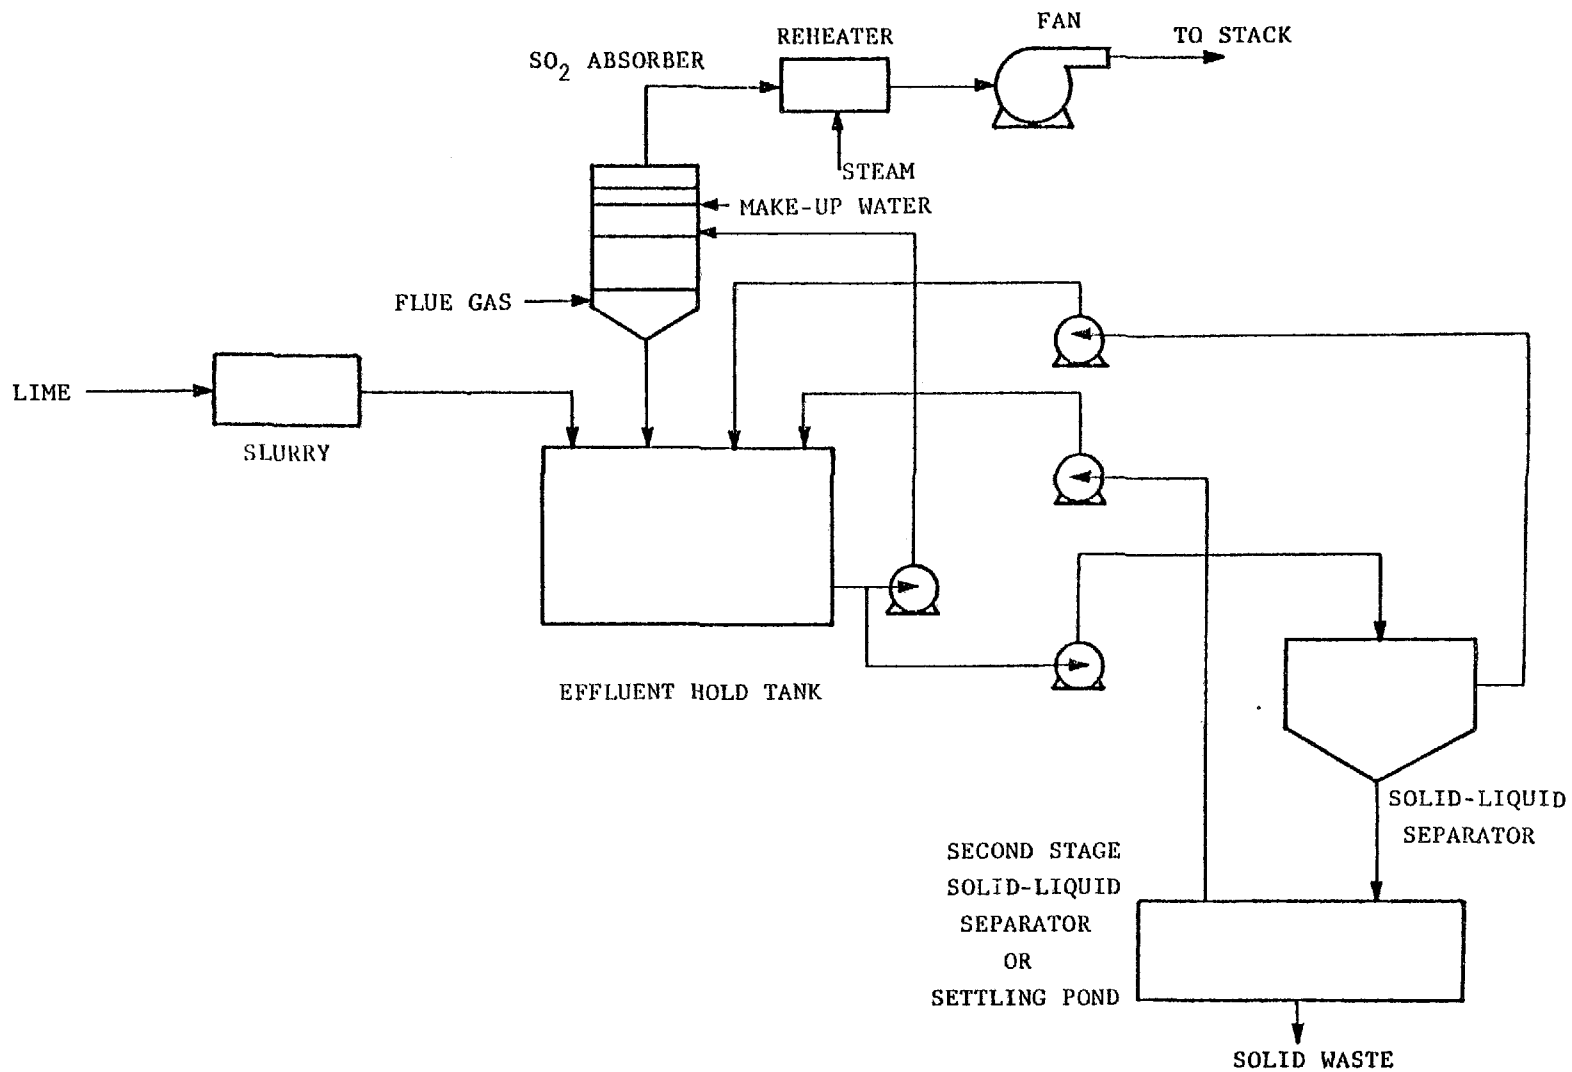 FAN
TO STACK
REHEATER
SO2 ABSORBER
STEAM
MAKE-UP WATER
FLUE GAS
LIME
SLURRY
EFFLUENT HOLD TANK
SOLID-LIQUID
SEPARATOR
SECOND STAGE
SOLID-LIQUID
SEPARATOR
OR
SETTLING POND
SOLID WASTE